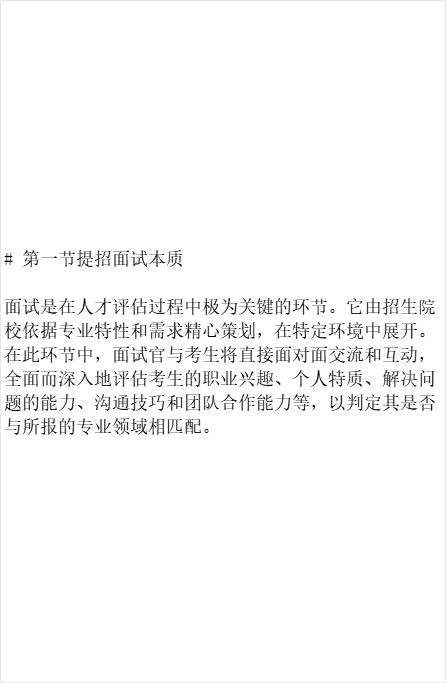 # 第一节提招面试本质
面试是在人才评估过程中极为关键的环节。它由招生院
校依据专业特性和需求精心策划，在特定环境中展开。
在此环节中，面试官与考生将直接面对面交流和互动，
全面而深入地评估考生的职业兴趣、个人特质、解决问
题的能力、沟通技巧和团队合作能力等，以判定其是否
与所报的专业领域相匹配。